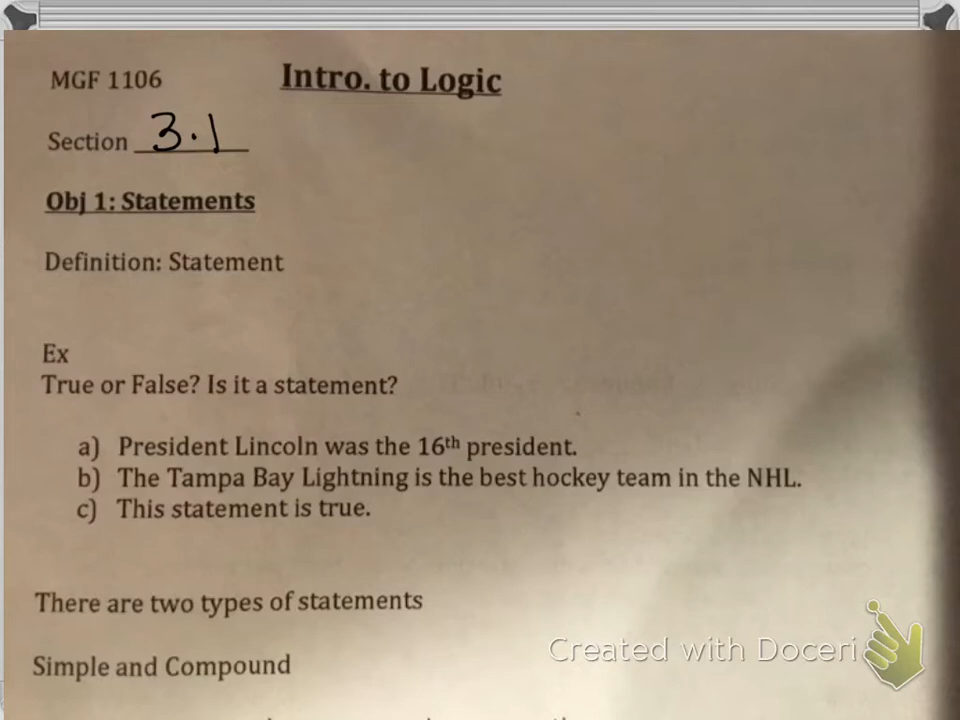 MGF 1106 Intro. to Logic
Section 3.1
Obj 1: Statements
Definition: Statement
Ex
True or False? Is it a statement?
a) President Lincoln was the 16th president.
b) The Tampa Bay Lightning is the best hockey team in the NHL.
c) This statement is true.
There are two types of statements
Simple and Compound
Created with Doceri